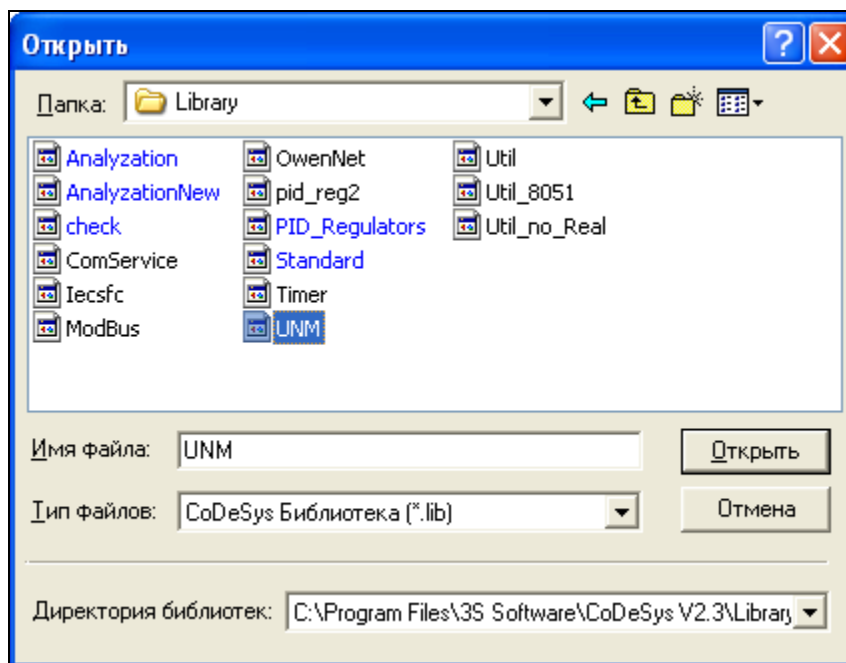 Открыть
Папка: Library
Analyzation OwenNet Util
AnalyzationNew pid_reg2 Util_8051
check PID_Regulators Util_no_Real
ComService Standard
Iecsfc Timer
ModBus UNM
Имя файла: UNM Открыть
Тип файлов: CoDeSys Библиотека (*.lib) Отмена
Директория библиотек: C:\Program Files\3S Software\CoDeSys V2.3\Library